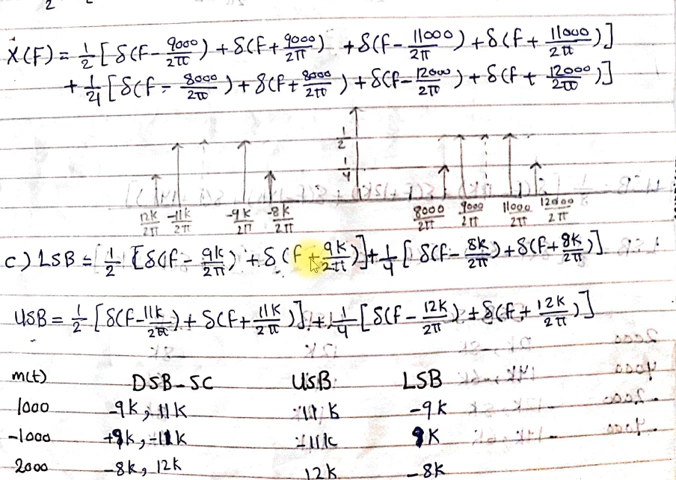 X(F) = 1/2 [δ(F - 9000/2π) + δ(F + 9000/2π) + δ(F - 11000/2π) + δ(F + 11000/2π)]
+ 1/4 [δ(F - 8000/2π) + δ(F + 8000/2π) + δ(F - 12000/2π) + δ(F + 12000/2π)]
1/2
1/4
12K/2π -11K/2π -9K/2π -8K/2π 8000/2π 9000/2π 11000/2π 12000/2π
c.) LSB = 1/2 [δ(F - 9K/2π) + δ(F + 9K/2π)] + 1/4 [δ(F - 8K/2π) + δ(F + 8K/2π)]
USB = 1/2 [δ(F - 11K/2π) + δ(F + 11K/2π)] + 1/4 [δ(F - 12K/2π) + δ(F + 12K/2π)]
m(t) DSB-SC USB LSB
1000 -9K, 11K 11K -9K
-1000 +9K, -11K -11K 9K
2000 -8K, 12K 12K -8K